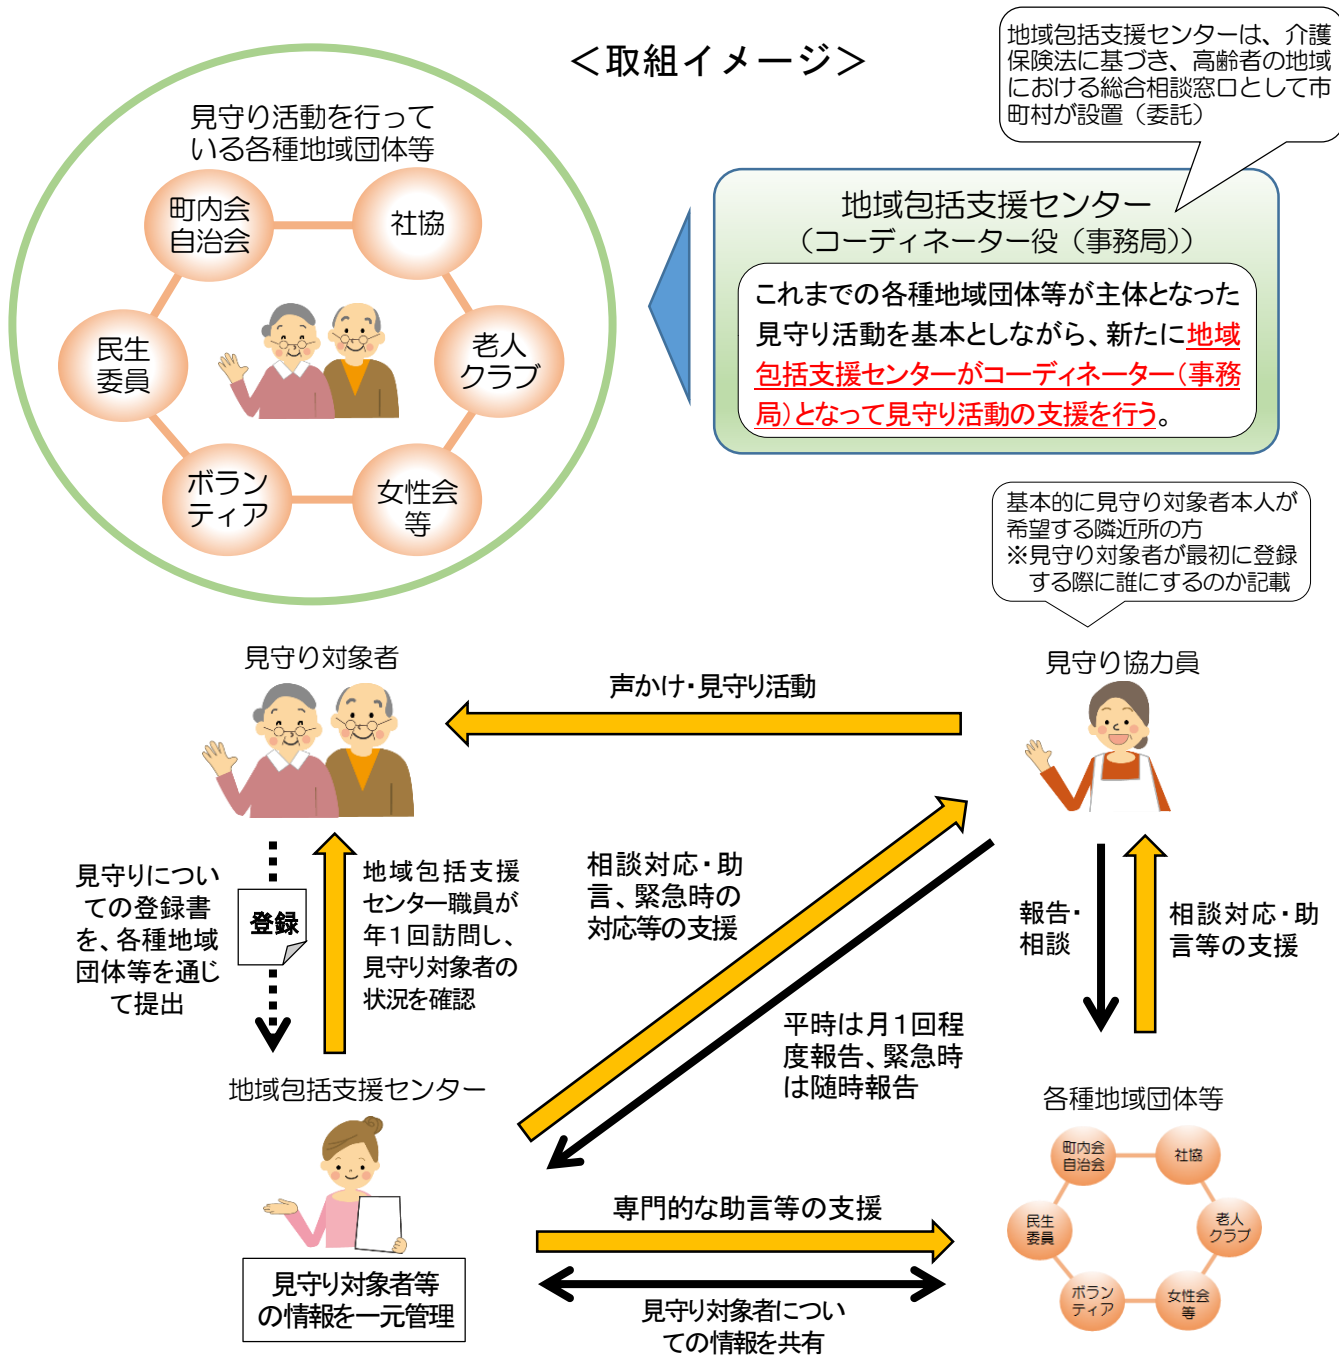 ＜取組イメージ＞
地域包括支援センターは、介護
保険法に基づき、高齢者の地域
における総合相談窓口として市
町村が設置（委託）
見守り活動を行って
いる各種地域団体等
町内会
自治会
社協
民生
委員
老人
クラブ
ボラン
ティア
女性会
等
地域包括支援センター
（コーディネーター役（事務局））
これまでの各種地域団体等が主体となった
見守り活動を基本としながら、新たに地域
包括支援センターがコーディネーター（事務
局）となって見守り活動の支援を行う。
基本的に見守り対象者本人が
希望する隣近所の方
※見守り対象者が最初に登録
する際に誰にするのか記載
見守り対象者
見守り協力員
声かけ・見守り活動
見守りについ
ての登録書
を、各種地域
団体等を通じ
て提出
登録
地域包括支援
センター職員が
年１回訪問し、
見守り対象者の
状況を確認
相談対応・助
言、緊急時の
対応等の支援
平時は月１回程
度報告、緊急時
は随時報告
報告・
相談
相談対応・助
言等の支援
地域包括支援センター
見守り対象者等
の情報を一元管理
専門的な助言等の支援
見守り対象者につい
ての情報を共有
各種地域団体等
町内会
自治会
社協
民生
委員
老人
クラブ
ボラン
ティア
女性会
等